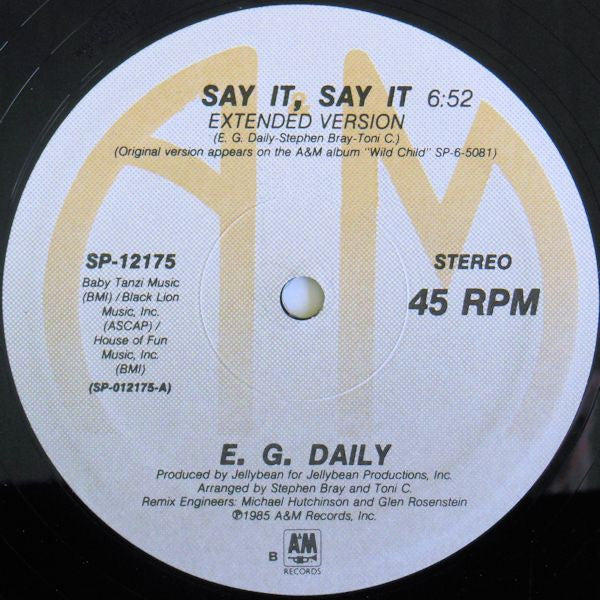 SAY IT, SAY IT 6:52
EXTENDED VERSION
(E. G. Daily-Stephen Bray-Toni C.)
(Original version appears on the A&M album "Wild Child" SP-6-5081)
SP-12175
Baby Tanzi Music
(BMI) / Black Lion
Music, Inc.
(ASCAP) /
House of Fun
Music, Inc.
(BMI)
(SP-012175-A)
STEREO
45 RPM
E. G. DAILY
Produced by Jellybean for Jellybean Productions, Inc.
Arranged by Stephen Bray and Toni C.
Remix Engineers: Michael Hutchinson and Glen Rosenstein
℗1985 A&M Records, Inc.
B
A&M
RECORDS
A&M